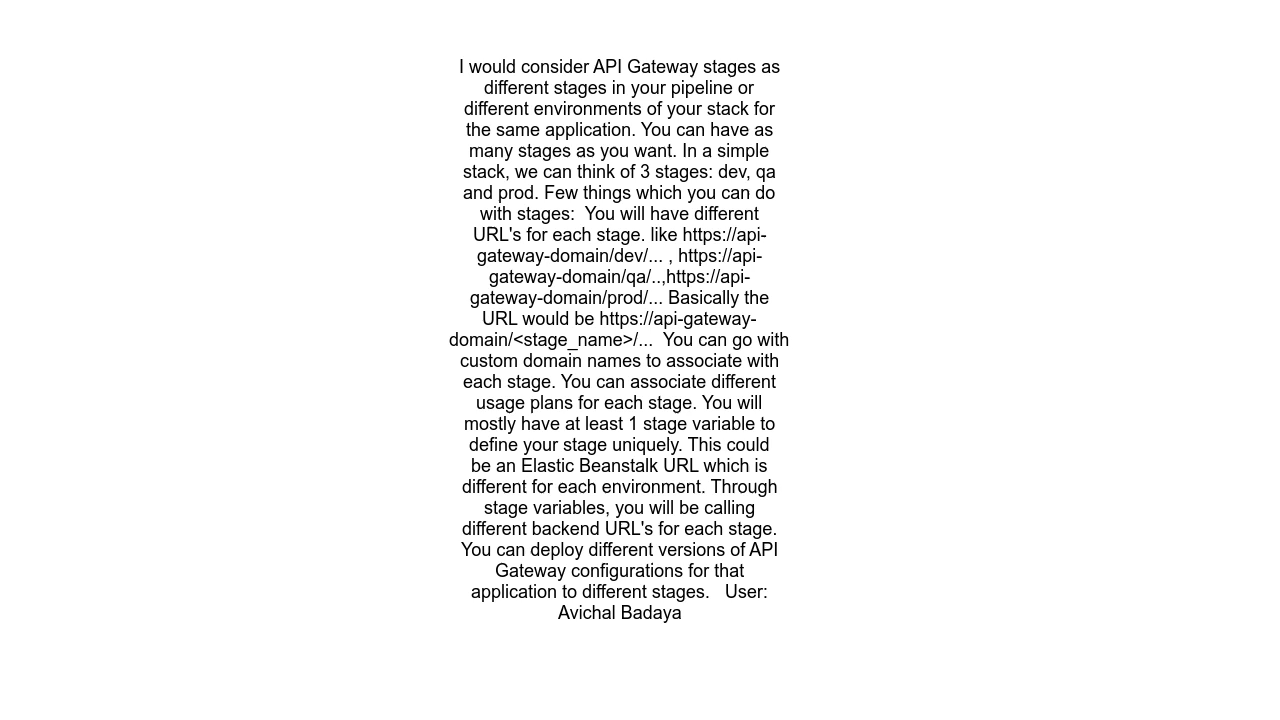 I would consider API Gateway stages as
different stages in your pipeline or
different environments of your stack for
the same application. You can have as
many stages as you want. In a simple
stack, we can think of 3 stages: dev, qa
and prod. Few things which you can do
with stages:  You will have different
URL's for each stage. like https://api-
gateway-domain/dev/... , https://api-
gateway-domain/qa/..,https://api-
gateway-domain/prod/... Basically the
URL would be https://api-gateway-
domain/<stage_name>/...  You can go with
custom domain names to associate with
each stage. You can associate different
usage plans for each stage. You will
mostly have at least 1 stage variable to
define your stage uniquely. This could
be an Elastic Beanstalk URL which is
different for each environment. Through
stage variables, you will be calling
different backend URL's for each stage.
You can deploy different versions of API
Gateway configurations for that
application to different stages.   User:
Avichal Badaya